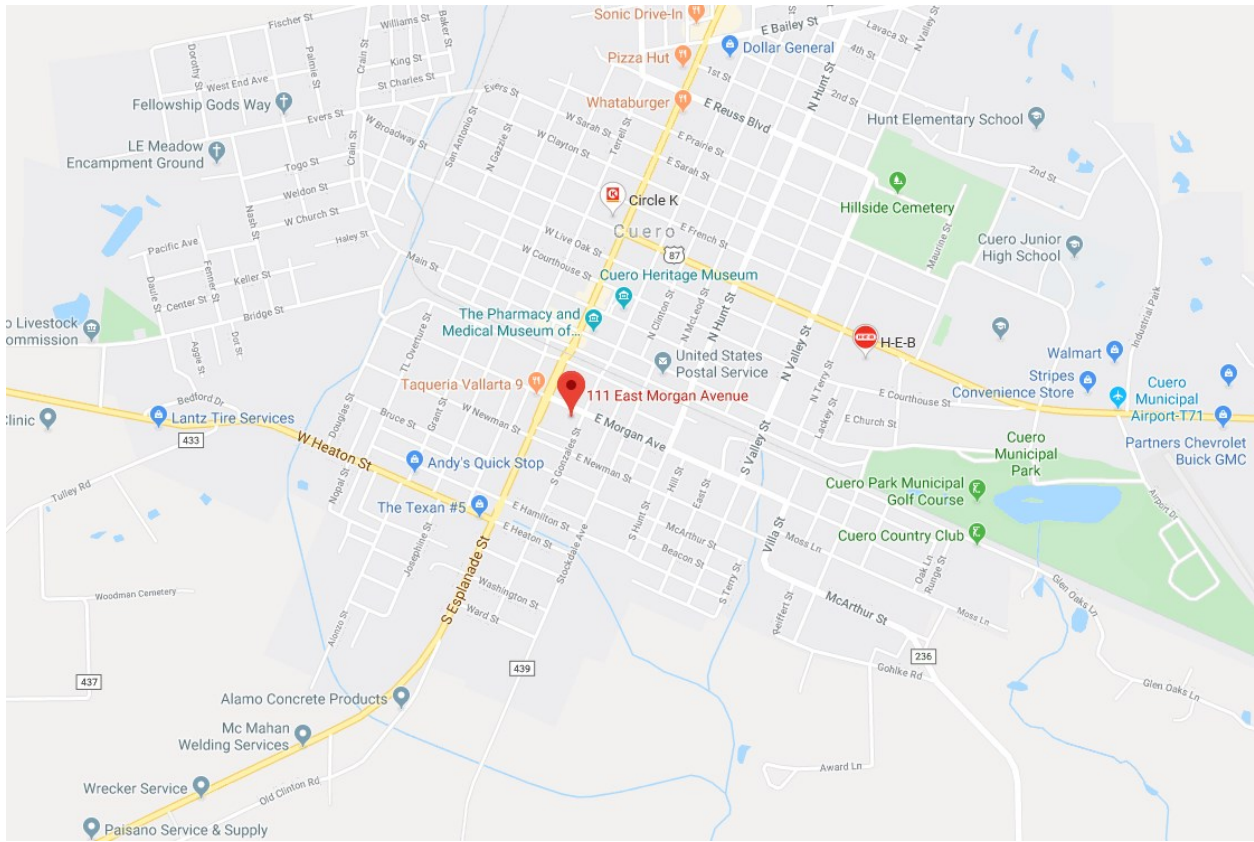 Sonic Drive-In
Fischer St
Williams St
Baker St
E Bailey St
Lavaca St
N Valley St
Dorothy St
Palmie St
Crain St
King St
Pizza Hut
Dollar General
4th St
West End Ave
St Charles St
1st St
N Hunt St
Fellowship Gods Way
Evers St
Whataburger
2nd St
Evers St
W Broadway St
San Antonio St
W Sarah St
Terrell St
E Reuss Blvd
Hunt Elementary School
LE Meadow
Encampment Ground
Crain St
N Gazzie St
W Clayton St
E Prairie St
E Sarah St
2nd St
Togo St
Weldon St
Nash St
W Church St
Circle K
Hillside Cemetery
Pacific Ave
Haley St
W Live Oak St
Cuero
E French St
Maurine St
Cuero Junior
High School
Fenner St
Keller St
Main St
W Courthouse St
87
Daule St
Center St
Bridge St
Cuero Heritage Museum
Industrial Park
o Livestock
ommission
The Pharmacy and
Medical Museum of...
N Clinton St
N McLeod St
N Hunt St
TL Overture St
Aggie St
Dot St
N Valley St
H-E-B
United States
Postal Service
Walmart
Taqueria Vallarta 9
111 East Morgan Avenue
N Terry St
Stripes
Convenience Store
Cuero
Municipal
Airport-T71
Bedford Dr
Clinic
Lantz Tire Services
Douglas St
Grant St
Bruce St
W Newman St
E Morgan Ave
Lackey St
E Courthouse St
E Church St
433
W Heaton St
Andy's Quick Stop
S Gonzales St
E Newman St
S Valley St
Cuero
Municipal
Park
Partners Chevrolet
Buick GMC
Tulley Rd
Nopal St
The Texan #5
Hill St
East St
Cuero Park Municipal
Golf Course
E Hamilton St
E Heaton St
S Hunt St
McArthur St
Villa St
Moss Ln
Cuero Country Club
Airport Dr
Josephine St
Stockdale Ave
Beacon St
Woodman Cemetery
S Esplanade St
Washington St
S Terry St
Oak Ln
Runge St
Glen Oaks Ln
Ward St
Reiffert St
McArthur St
Moss Ln
Alonzo St
236
439
Gohlke Rd
437
Glen Oaks Ln
Alamo Concrete Products
Mc Mahan
Welding Services
Award Ln
Wrecker Service
Old Clinton Rd
Paisano Service & Supply